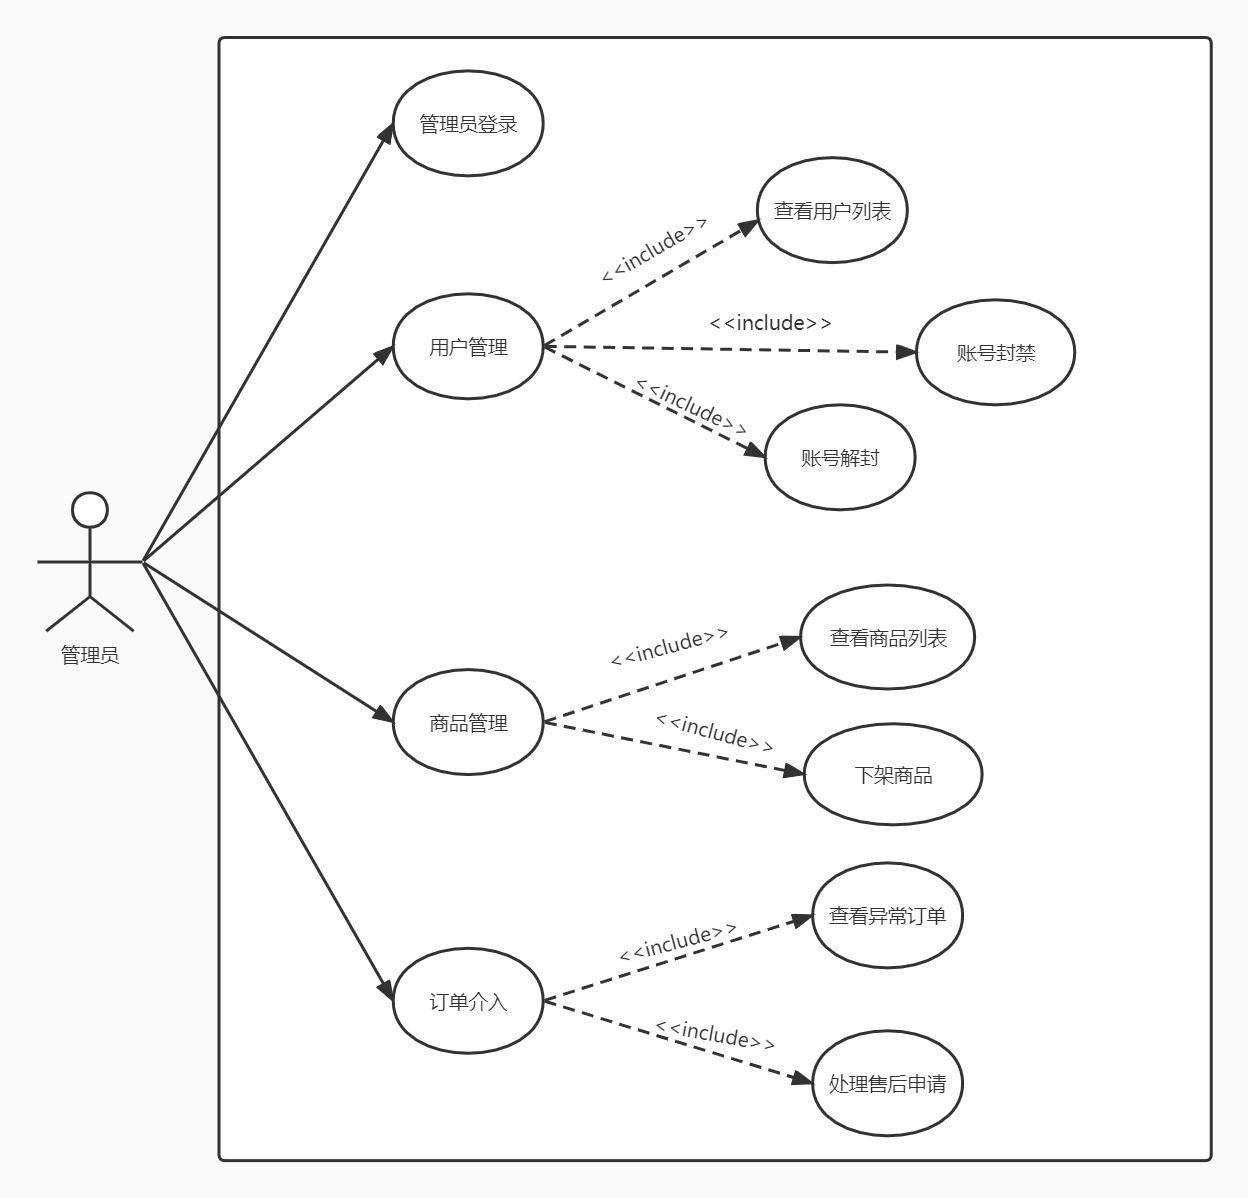 管理员登录
查看用户列表
<<include>>
<<include>>
用户管理
账号封禁
<<include>>
账号解封
管理员
<<include>>
查看商品列表
商品管理
<<include>>
下架商品
<<include>>
查看异常订单
订单介入
<<include>>
处理售后申请